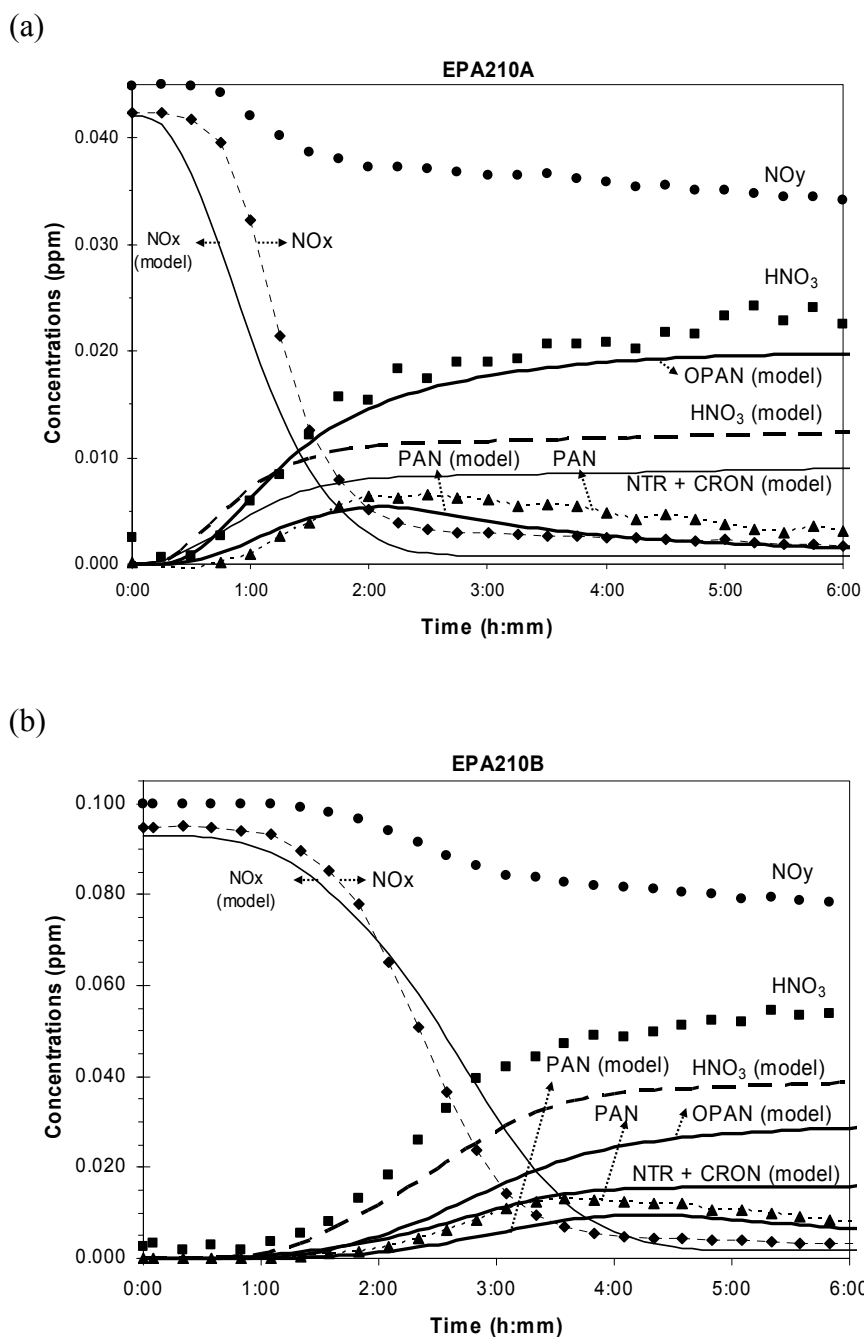 (a)
EPA210A
Concentrations (ppm)
0.040
0.030
0.020
0.010
0.000
NOy
NOx
(model)
NOx
HNO₃
OPAN (model)
HNO₃ (model)
PAN (model)
PAN
NTR + CRON (model)
0:00 1:00 2:00 3:00 4:00 5:00 6:00
Time (h:mm)
(b)
EPA210B
Concentrations (ppm)
0.100
0.080
0.060
0.040
0.020
0.000
NOx
(model)
NOx
NOy
HNO₃
PAN (model)
HNO₃ (model)
PAN
OPAN (model)
NTR + CRON (model)
0:00 1:00 2:00 3:00 4:00 5:00 6:00
Time (h:mm)